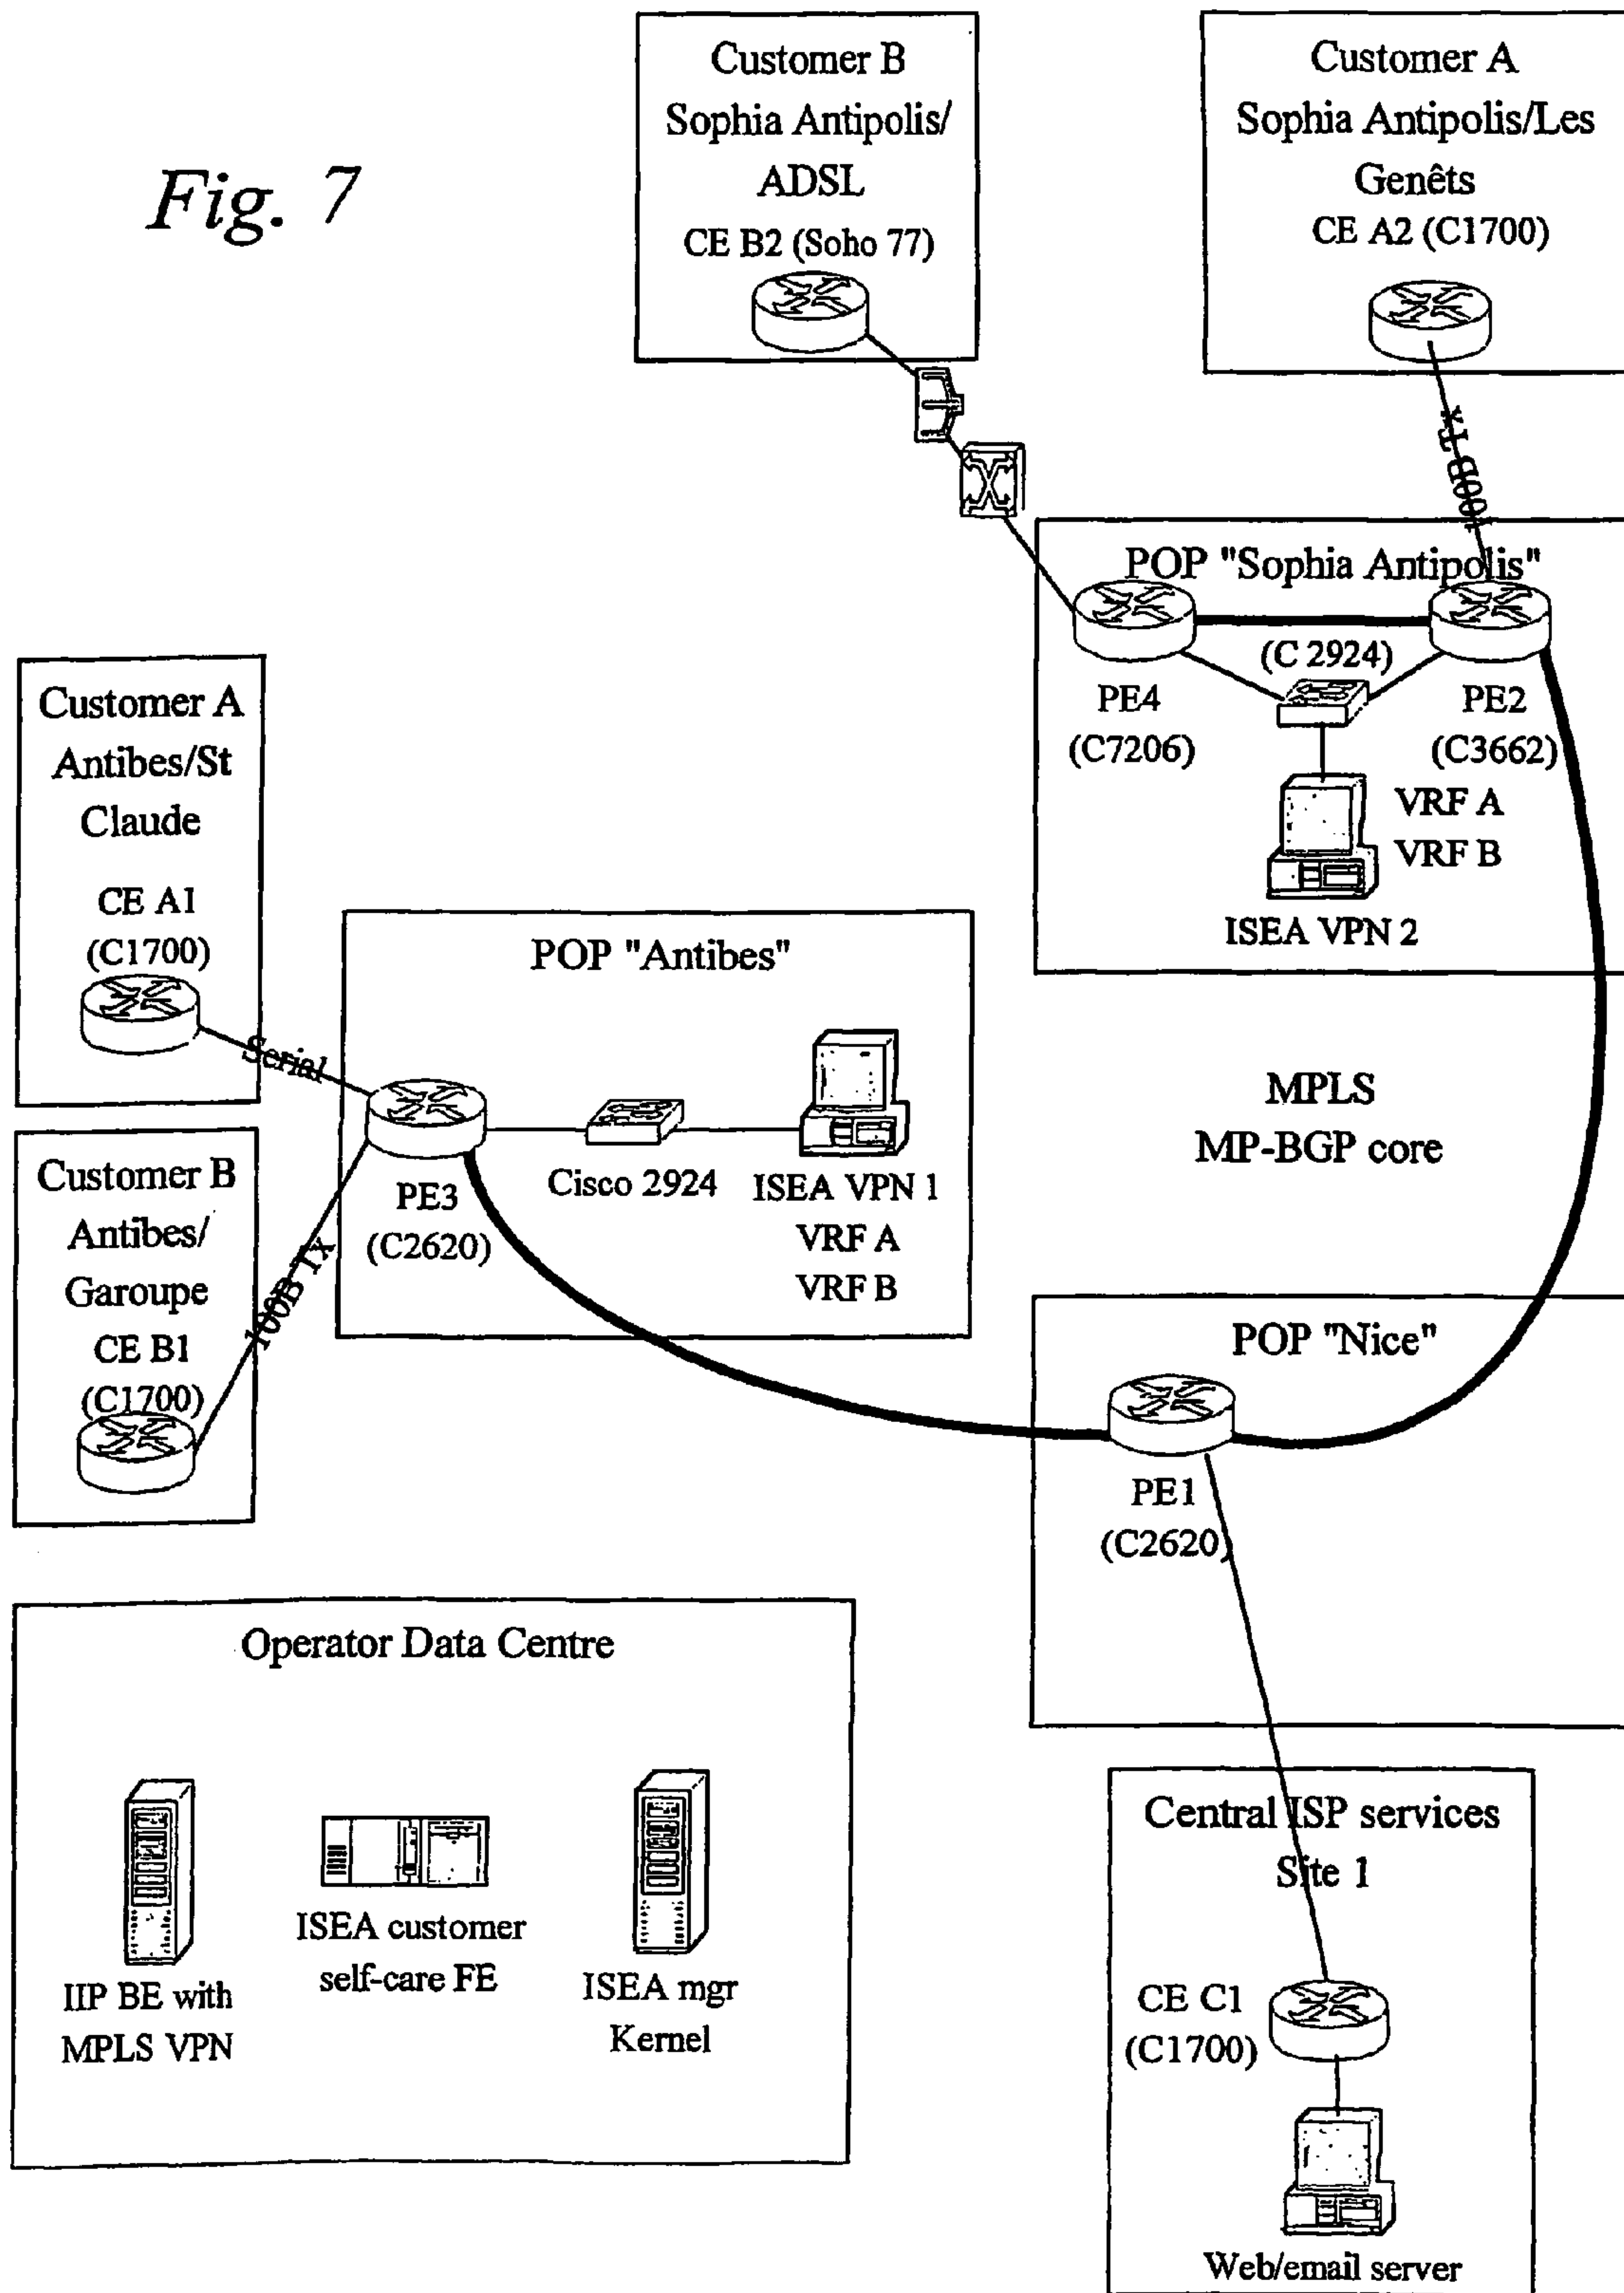 Fig. 7
Customer B
Sophia Antipolis/
ADSL
CE B2 (Soho 77)
Customer A
Sophia Antipolis/Les
Genêts
CE A2 (C1700)
100B Tx
POP "Sophia Antipolis"
(C 2924)
PE4
(C7206)
PE2
(C3662)
VRF A
VRF B
ISEA VPN 2
Customer A
Antibes/St
Claude
CE A1
(C1700)
Serial
POP "Antibes"
PE3
(C2620)
Cisco 2924
ISEA VPN 1
VRF A
VRF B
MPLS
MP-BGP core
Customer B
Antibes/
Garoupe
CE B1
(C1700)
100B Tx
POP "Nice"
PE1
(C2620)
Operator Data Centre
IIP BE with
MPLS VPN
ISEA customer
self-care FE
ISEA mgr
Kernel
Central ISP services
Site 1
CE C1
(C1700)
Web/email server